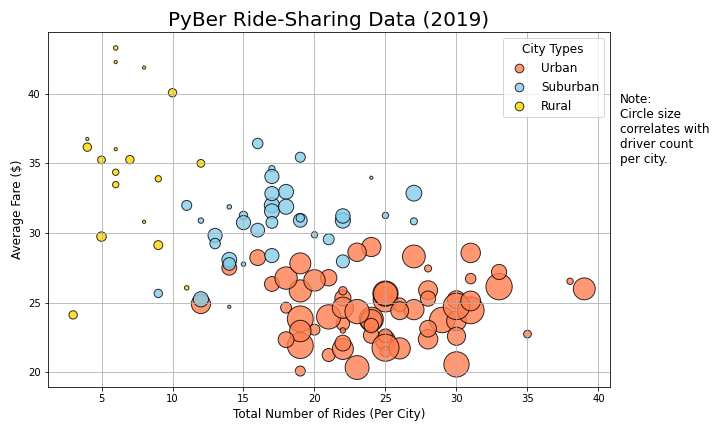 PyBer Ride-Sharing Data (2019)
City Types
Urban
Suburban
Rural
Note:
Circle size
correlates with
driver count
per city.
Average Fare ($)
40
35
30
25
20
5 10 15 20 25 30 35 40
Total Number of Rides (Per City)